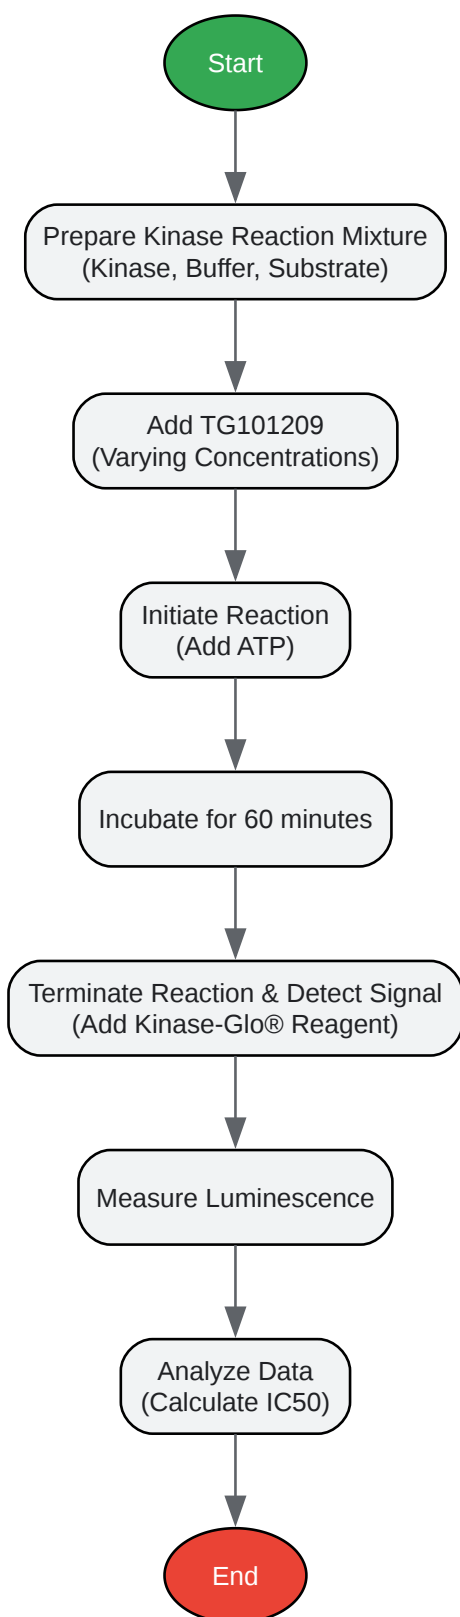 Start
Prepare Kinase Reaction Mixture
(Kinase, Buffer, Substrate)
Add TG101209
(Varying Concentrations)
Initiate Reaction
(Add ATP)
Incubate for 60 minutes
Terminate Reaction & Detect Signal
(Add Kinase-Glo® Reagent)
Measure Luminescence
Analyze Data
(Calculate IC50)
End